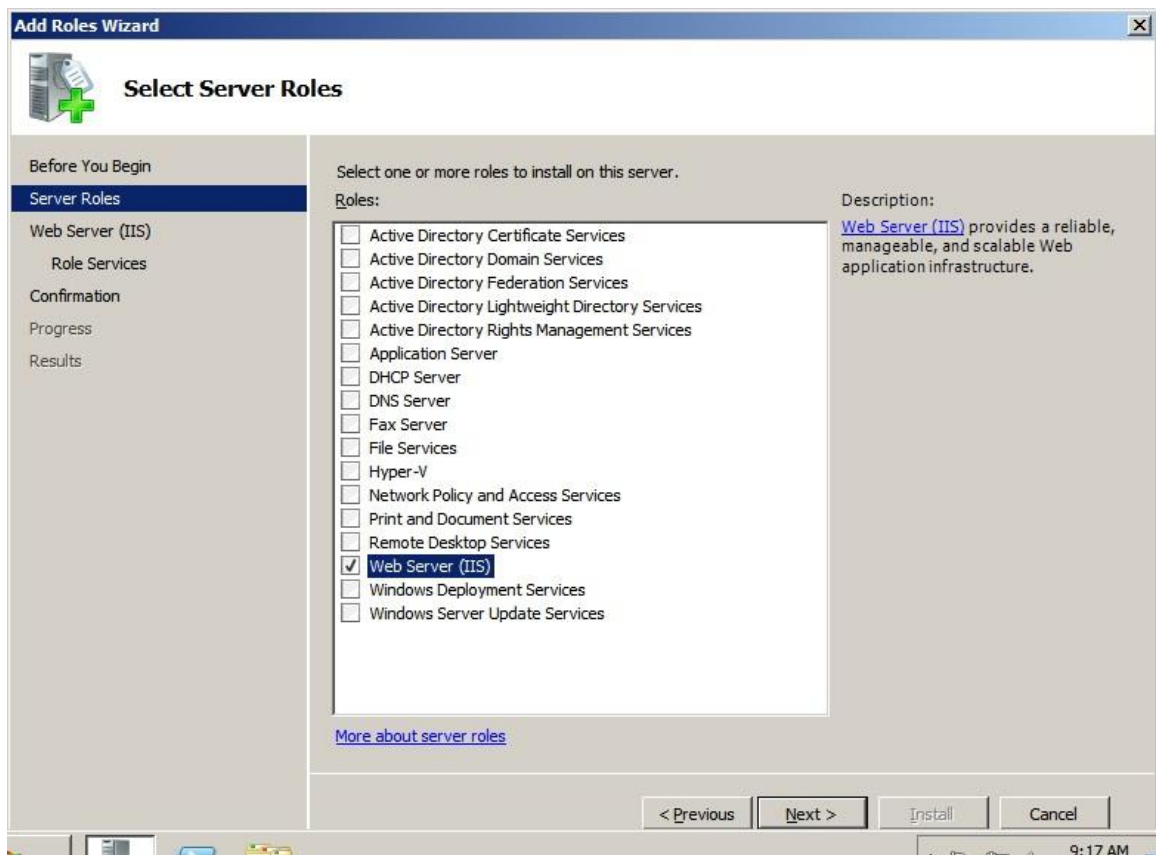 Add Roles Wizard
Select Server Roles
Before You Begin
Server Roles
Web Server (IIS)
Role Services
Confirmation
Progress
Results
Select one or more roles to install on this server.
Roles:
Active Directory Certificate Services
Active Directory Domain Services
Active Directory Federation Services
Active Directory Lightweight Directory Services
Active Directory Rights Management Services
Application Server
DHCP Server
DNS Server
Fax Server
File Services
Hyper-V
Network Policy and Access Services
Print and Document Services
Remote Desktop Services
Web Server (IIS)
Windows Deployment Services
Windows Server Update Services
More about server roles
Description:
Web Server (IIS) provides a reliable,
manageable, and scalable Web
application infrastructure.
< Previous
Next >
Install
Cancel
9:17 AM